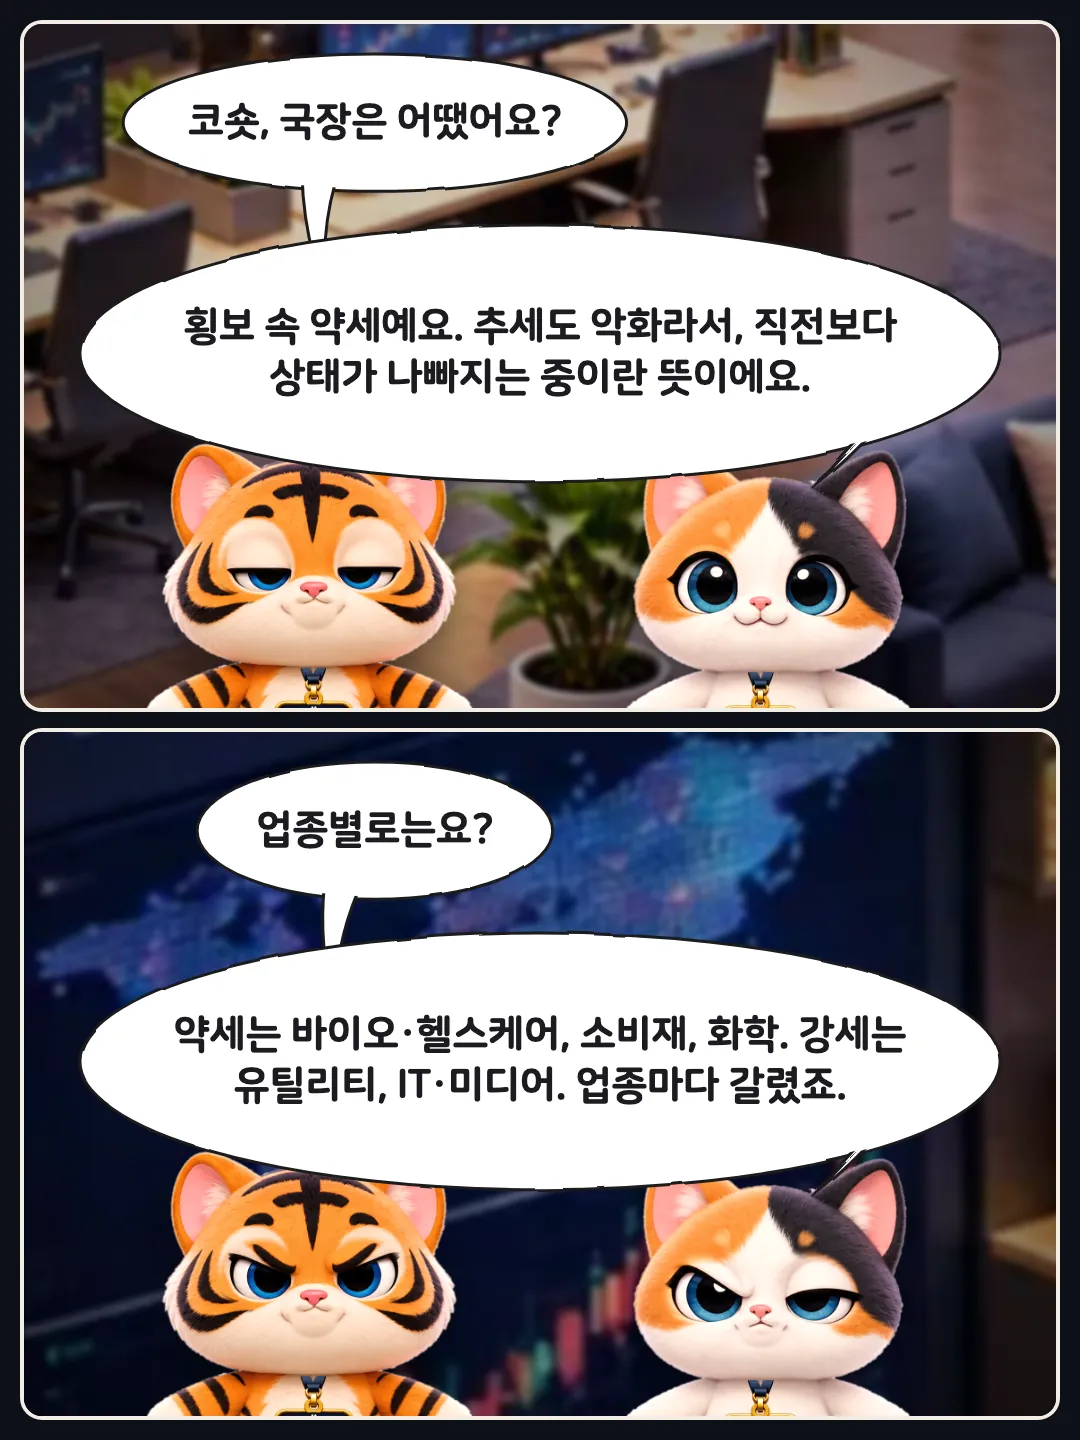 코숏, 국장은 어땠어요?
횡보 속 약세예요. 추세도 악화라서, 직전보다
상태가 나빠지는 중이란 뜻이에요.
업종별로는요?
약세는 바이오·헬스케어, 소비재, 화학. 강세는
유틸리티, IT·미디어. 업종마다 갈렸죠.